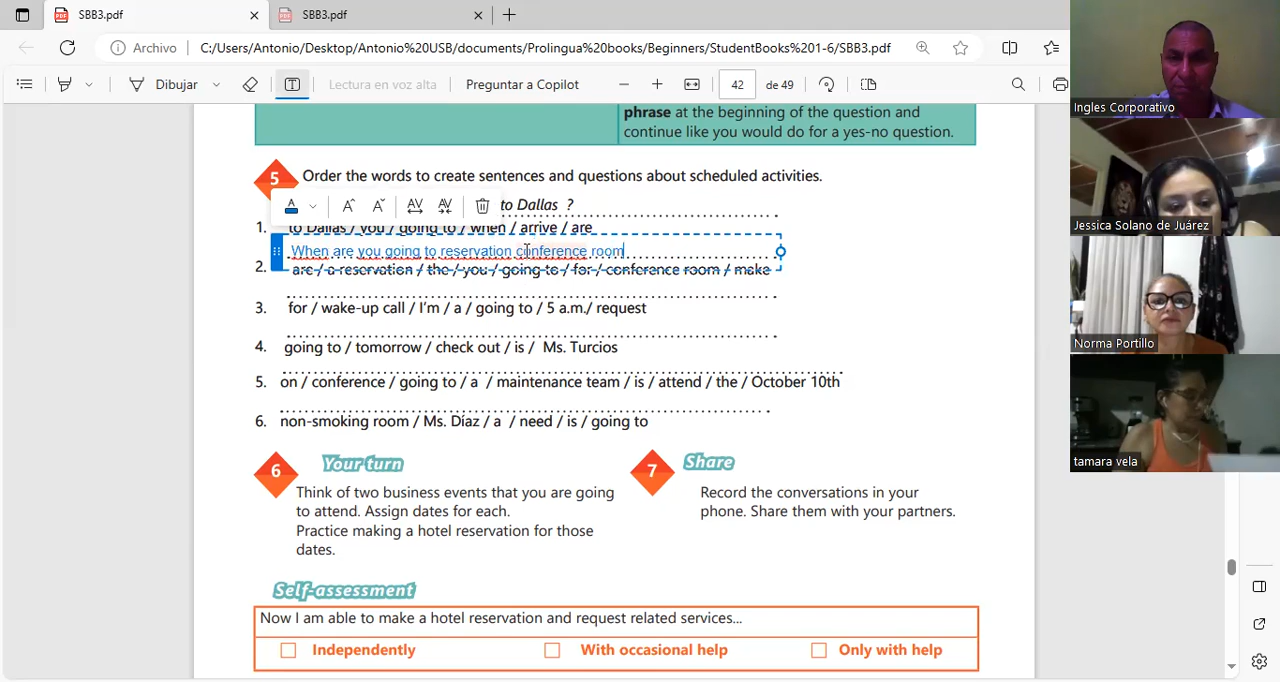 SBB3.pdf
SBB3.pdf
Archivo
C:/Users/Antonio/Desktop/Antonio%20USB/documents/Prolingua%20books/Beginners/StudentBooks%201-6/SBB3.pdf
Dibujar
Lectura en voz alta
Preguntar a Copilot
42
de 49
phrase at the beginning of the question and
continue like you would do for a yes-no question.
5 Order the words to create sentences and questions about scheduled activities.
to Dallas ?
1. to Dallas / you / going to / when / arrive / are
When are you going to reservation conference room
2. are / a reservation / the / you / going to / for / conference room / make
3. for / wake-up call / I'm / a / going to / 5 a.m./ request
4. going to / tomorrow / check out / is / Ms. Turcios
5. on / conference / going to / a / maintenance team / is / attend / the / October 10th
6. non-smoking room / Ms. Díaz / a / need / is / going to
6 Your turn
Think of two business events that you are going
to attend. Assign dates for each.
Practice making a hotel reservation for those
dates.
7 Share
Record the conversations in your
phone. Share them with your partners.
Self-assessment
Now I am able to make a hotel reservation and request related services...
Independently
With occasional help
Only with help
Ingles Corporativo
Jessica Solano de Juárez
Norma Portillo
tamara vela